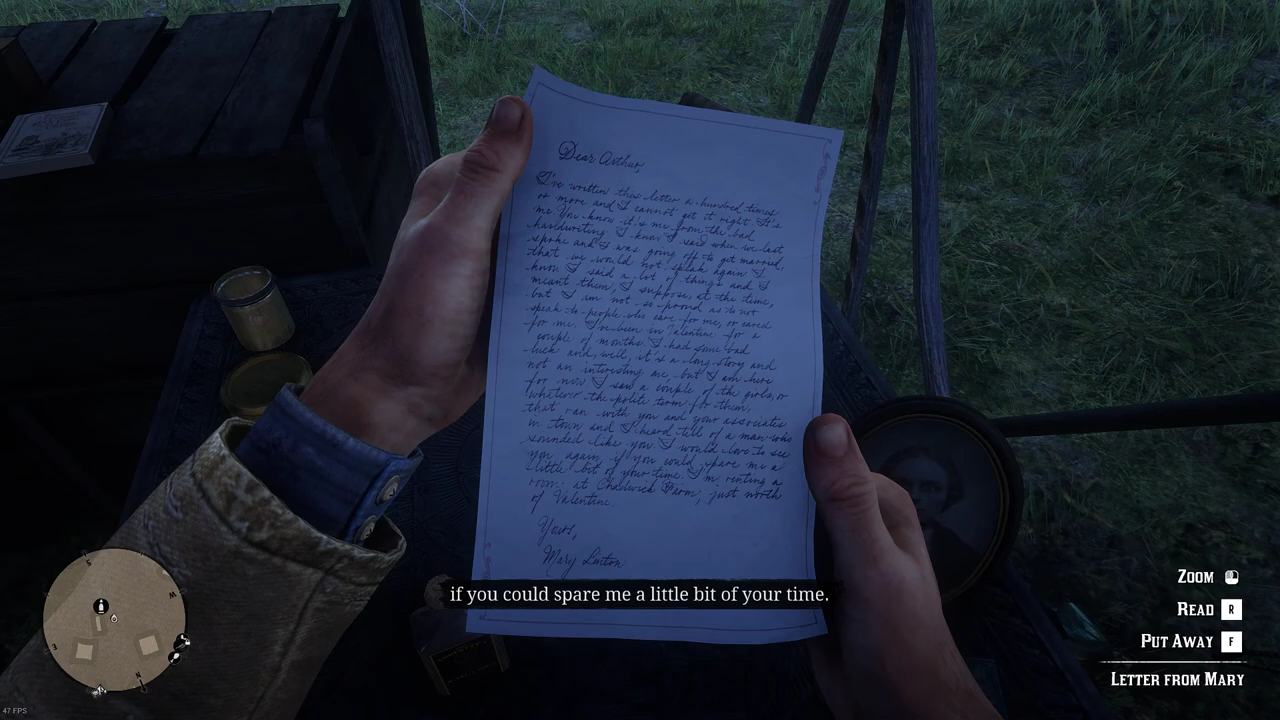 Dear Arthur,
I've written this letter a hundred times
or more and I cannot get it right. It's
me. You know it's me from the bad
handwriting. I know I said when we last
spoke and I was going off to get married,
that we would not speak again. I
know I said a lot of things and I
meant them, I suppose, at the time,
but I am not so proud as to not
speak to people who care for me, or cared
for me. I've been in Valentine for a
couple of months. I had some bad
luck and, well, it's a long story and
not an interesting one, but I am here
for now. I saw a couple of the girls, or
whatever the polite term for them,
that ran with you and your associates
in town and I heard tell of a man who
sounded like you. I would love to see
you again, if you could spare me a
little bit of your time. I'm renting a
room at Chadwick Farm, just north
of Valentine.
Yours,
Mary Linton
if you could spare me a little bit of your time.
ZOOM
READ R
PUT AWAY F
LETTER FROM MARY
S
W
E
N
47 FPS